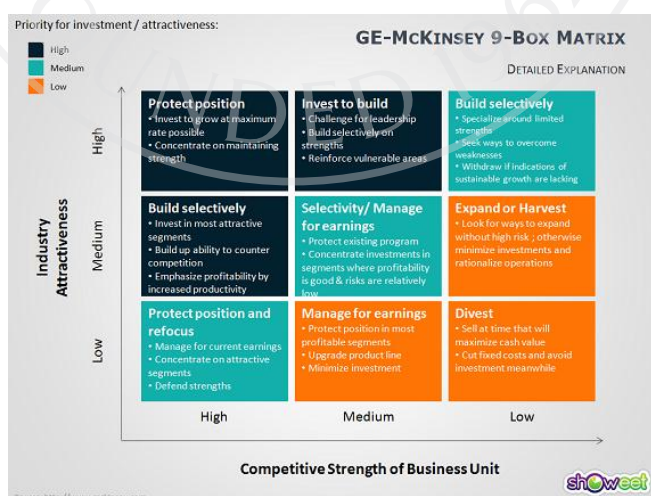 Priority for investment / attractiveness:
High
Medium
Low
GE-McKinsey 9-Box Matrix
Detailed Explanation
Industry
Attractiveness
High
Protect position
• Invest to grow at maximum
rate possible
• Concentrate on maintaining
strength
Invest to build
• Challenge for leadership
• Build selectively on
strengths
• Reinforce vulnerable areas
Build selectively
• Specialize around limited
strengths
• Seek ways to overcome
weaknesses
• Withdraw if indications of
sustainable growth are lacking
Medium
Build selectively
• Invest in most attractive
segments
• Build up ability to counter
competition
• Emphasize profitability by
increased productivity
Selectivity/ Manage
for earnings
• Protect existing program
• Concentrate investments in
segments where profitability
is good & risks are relatively
low
Expand or Harvest
• Look for ways to expand
without high risk ; otherwise
minimize investments and
rationalize operations
Low
Protect position and
refocus
• Manage for current earnings
• Concentrate on attractive
segments
• Defend strengths
Manage for earnings
• Protect position in most
profitable segments
• Upgrade product line
• Minimize investment
Divest
• Sell at time that will
maximize cash value
• Cut fixed costs and avoid
investment meanwhile
High
Medium
Low
Competitive Strength of Business Unit
showeet